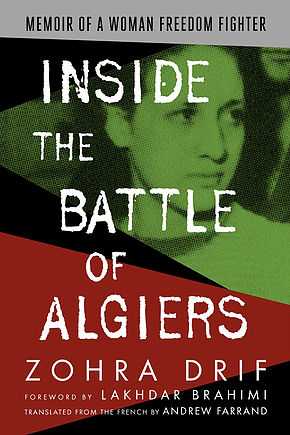 MEMOIR OF A WOMAN FREEDOM FIGHTER
INSIDE
THE
BATTLE
OF
ALGIERS
ZOHRA DRIF
FOREWORD BY LAKHDAR BRAHIMI
TRANSLATED FROM THE FRENCH BY ANDREW FARRAND